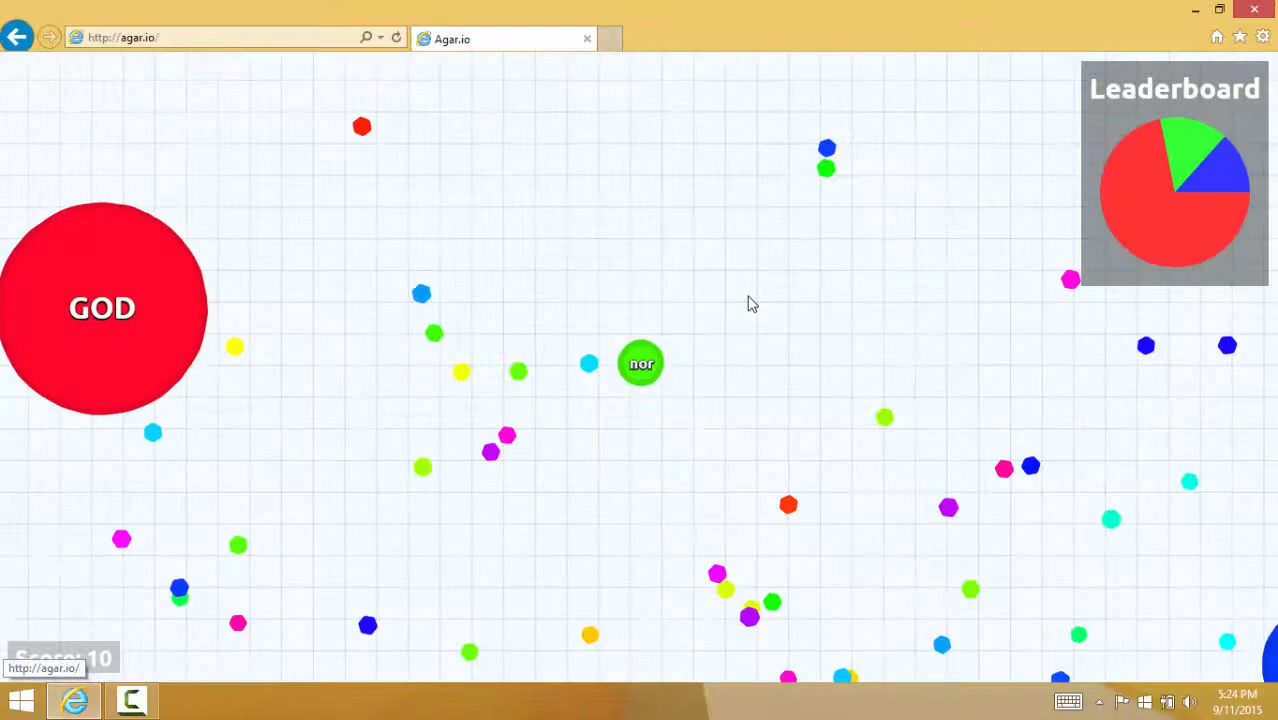 http://agar.io/
Agar.io
Leaderboard
GOD
nor
Score: 10
http://agar.io/
5:24 PM
9/11/2015